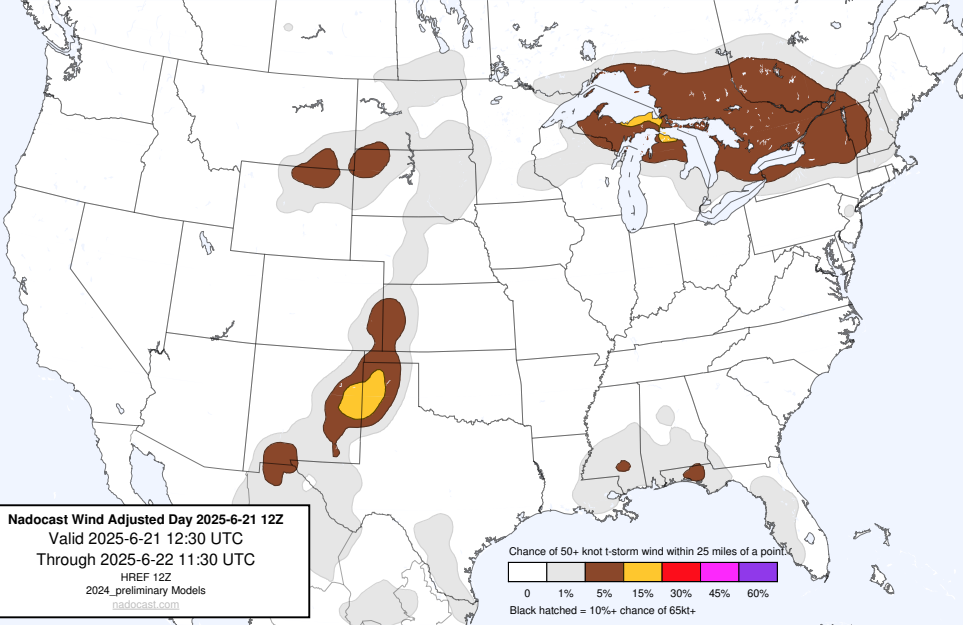 Nadocast Wind Adjusted Day 2025-6-21 12Z
Valid 2025-6-21 12:30 UTC
Through 2025-6-22 11:30 UTC
HREF 12Z
2024_preliminary Models
nadocast.com
Chance of 50+ knot t-storm wind within 25 miles of a point.
0 1% 5% 15% 30% 45% 60%
Black hatched = 10%+ chance of 65kt+